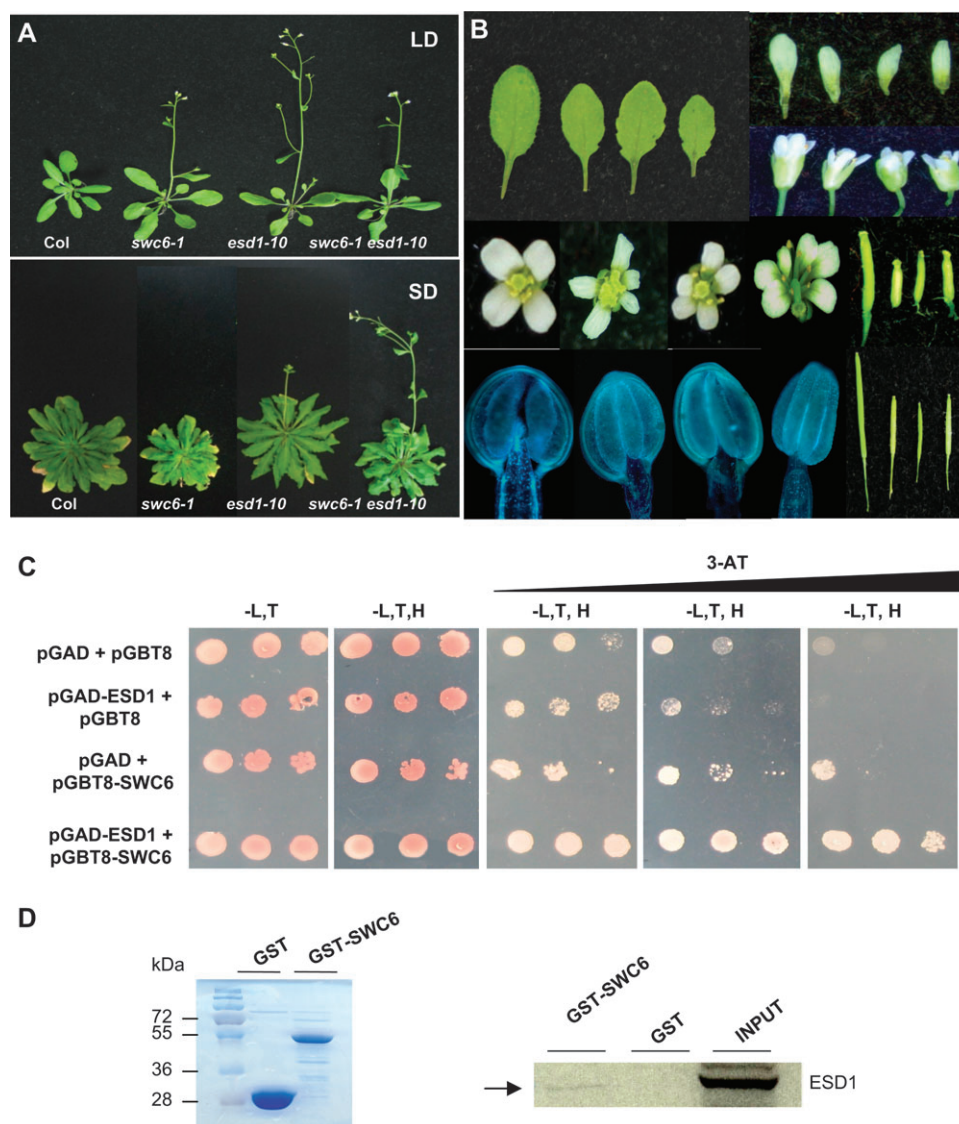 A
LD
Col
swc6-1
esd1-10
swc6-1 esd1-10
SD
Col
swc6-1
esd1-10
swc6-1 esd1-10
B
C
3-AT
-L,T
-L,T,H
-L,T, H
-L,T, H
-L,T, H
pGAD + pGBT8
pGAD-ESD1 +
pGBT8
pGAD +
pGBT8-SWC6
pGAD-ESD1 +
pGBT8-SWC6
D
kDa
GST
GST-SWC6
72
55
36
28
GST-SWC6
GST
INPUT
ESD1